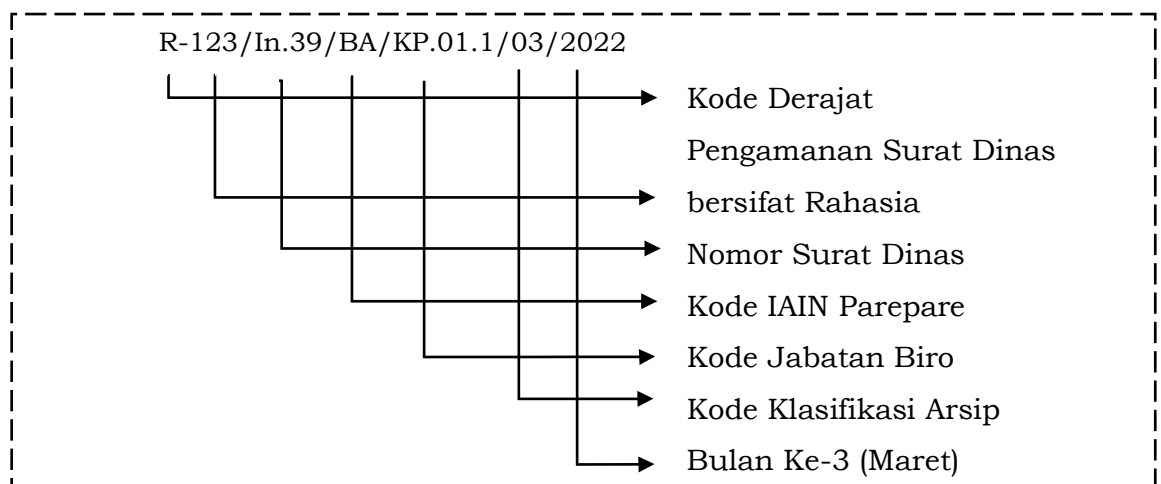 R-123/In.39/BA/KP.01.1/03/2022
Kode Derajat
Pengamanan Surat Dinas
bersifat Rahasia
Nomor Surat Dinas
Kode IAIN Parepare
Kode Jabatan Biro
Kode Klasifikasi Arsip
Bulan Ke-3 (Maret)